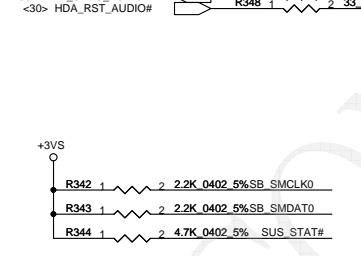 <30> HDA_RST_AUDIO# R348 1 2 33_
+3VS
R342 1 2 2.2K_0402_5% SB_SMCLK0
R343 1 2 2.2K_0402_5% SB_SMDAT0
R344 1 2 4.7K_0402_5% SUS_STAT#